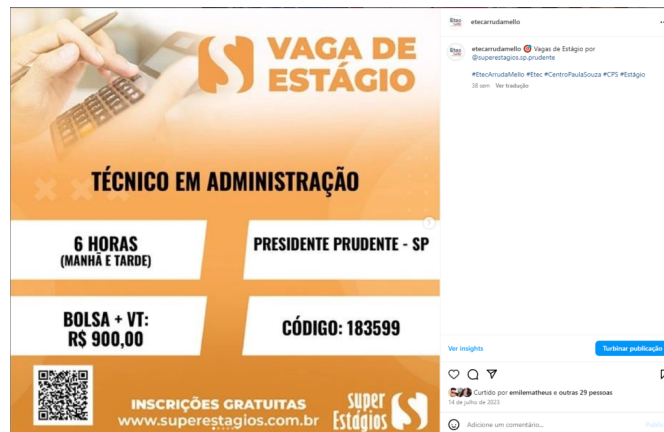 VAGA DE
ESTÁGIO
TÉCNICO EM ADMINISTRAÇÃO
6 HORAS
(MANHÃ E TARDE)
PRESIDENTE PRUDENTE - SP
BOLSA + VT:
R$ 900,00
CÓDIGO: 183599
INSCRIÇÕES GRATUITAS
www.superestagios.com.br
super
Estágios
etecarrudamello
etecarrudamello Vagas de Estágio por
@superestagios.sp.prudente
#EtecArrudaMello #Etec #CentroPaulaSouza #CPS #Estágio
38 sem Ver tradução
Ver insights
Turbinar publicação
Curtido por emilematheus e outras 29 pessoas
14 de julho de 2023
Adicione um comentário...